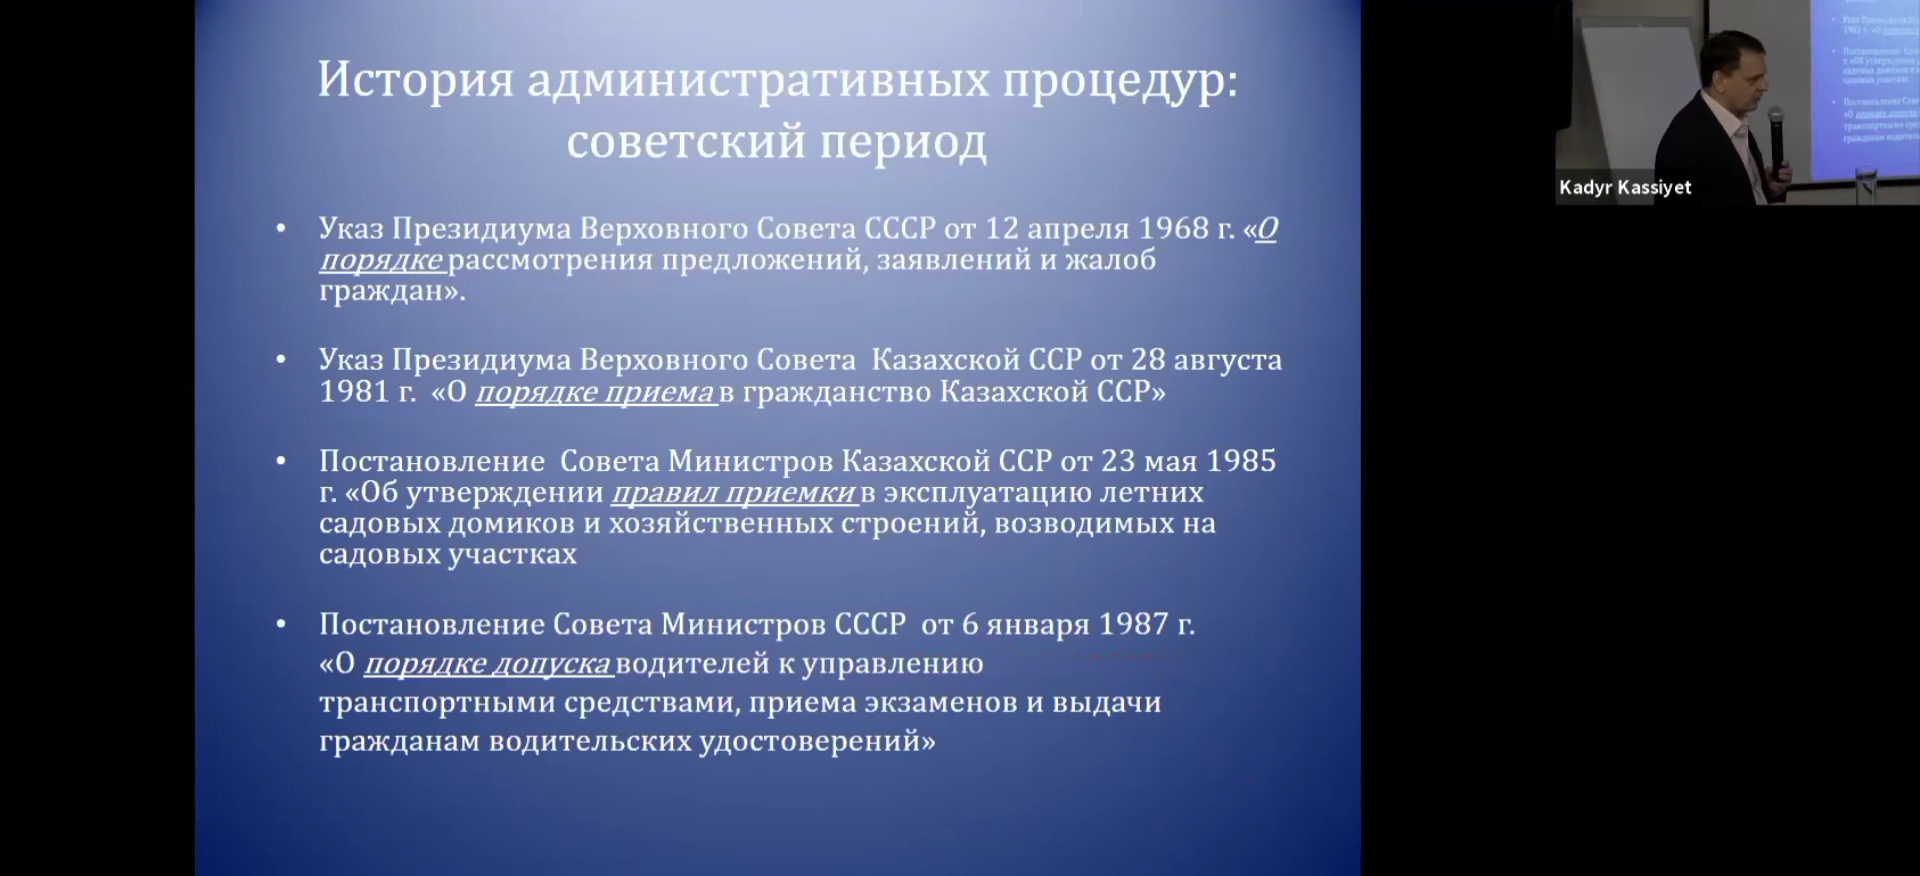 История административных процедур:
советский период
• Указ Президиума Верховного Совета СССР от 12 апреля 1968 г. «О
порядке рассмотрения предложений, заявлений и жалоб
граждан».
• Указ Президиума Верховного Совета Казахской ССР от 28 августа
1981 г. «О порядке приема в гражданство Казахской ССР»
• Постановление Совета Министров Казахской ССР от 23 мая 1985
г. «Об утверждении правил приемки в эксплуатацию летних
садовых домиков и хозяйственных строений, возводимых на
садовых участках
• Постановление Совета Министров СССР от 6 января 1987 г.
«О порядке допуска водителей к управлению
транспортными средствами, приема экзаменов и выдачи
гражданам водительских удостоверений»
Kadyr Kassiyet